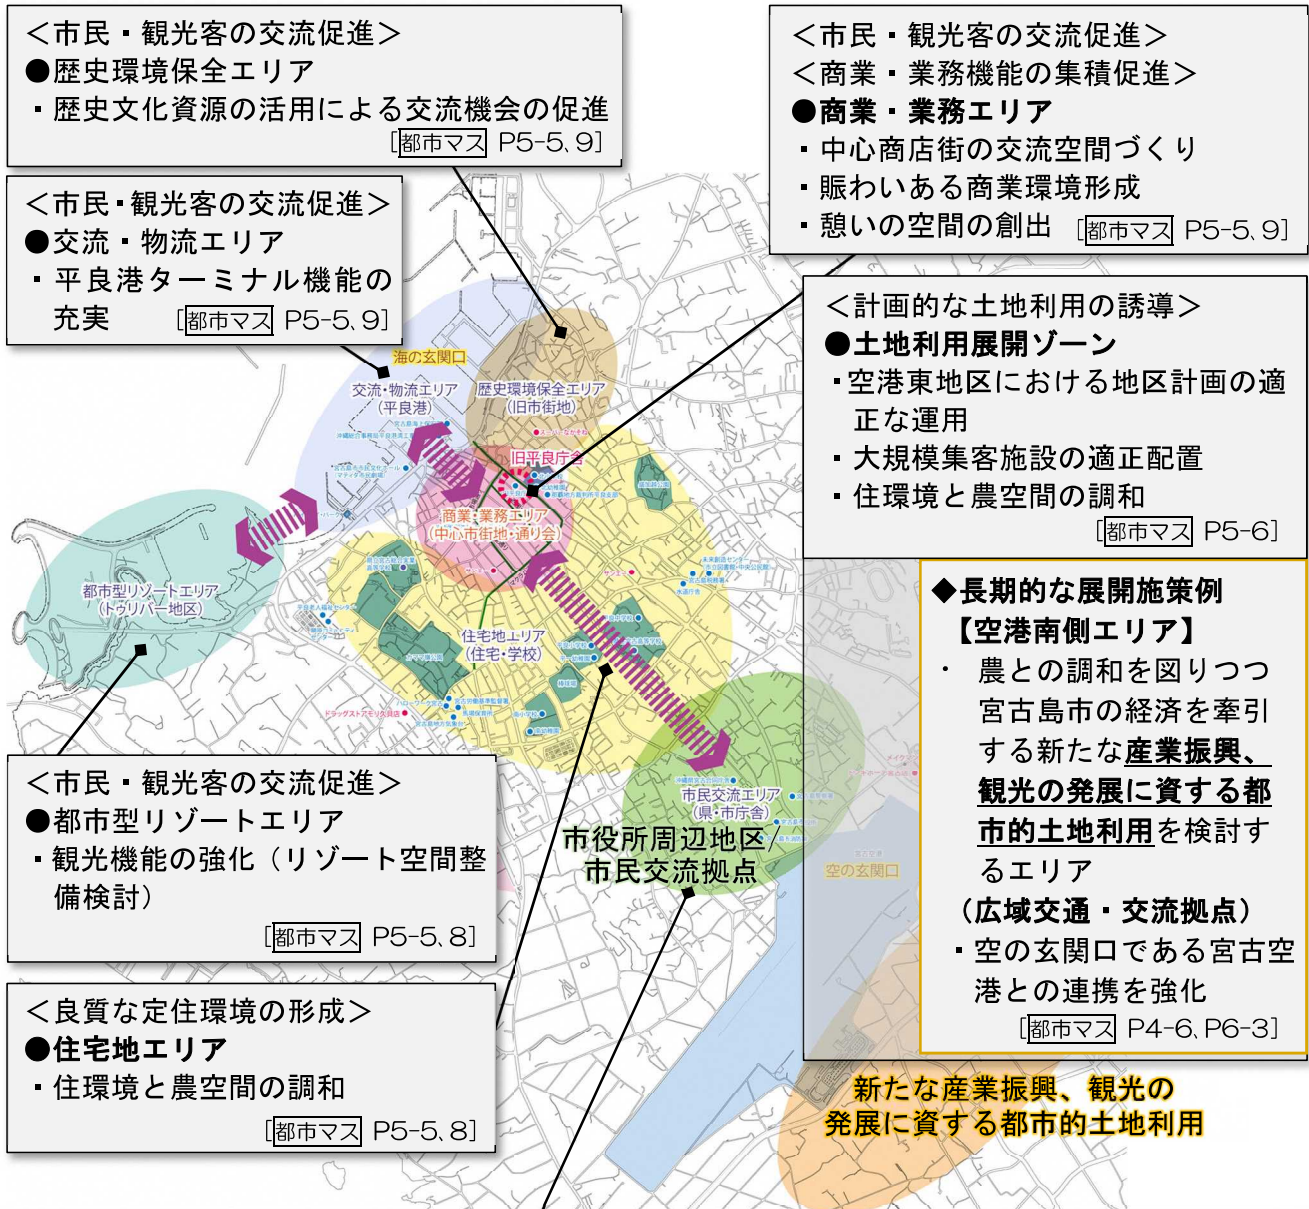 ＜市民・観光客の交流促進＞
●歴史環境保全エリア
・歴史文化資源の活用による交流機会の促進
[都市マス P5-5、9]
＜市民・観光客の交流促進＞
＜商業・業務機能の集積促進＞
●商業・業務エリア
・中心商店街の交流空間づくり
・賑わいある商業環境形成
・憩いの空間の創出 [都市マス P5-5、9]
＜市民・観光客の交流促進＞
●交流・物流エリア
・平良港ターミナル機能の
充実 [都市マス P5-5、9]
＜計画的な土地利用の誘導＞
●土地利用展開ゾーン
・空港東地区における地区計画の適
正な運用
・大規模集客施設の適正配置
・住環境と農空間の調和
[都市マス P5-6]
◆長期的な展開施策例
【空港南側エリア】
・ 農との調和を図りつつ
宮古島市の経済を牽引
する新たな産業振興、
観光の発展に資する都
市的土地利用を検討す
るエリア
（広域交通・交流拠点）
・空の玄関口である宮古空
港との連携を強化
[都市マス P4-6、P6-3]
海の玄関口
交流・物流エリア
（平良港）
歴史環境保全エリア
（旧市街地）
旧平良庁舎
商業・業務エリア
（中心市街地・通り会）
都市型リゾートエリア
（トゥリバー地区）
住宅地エリア
（住宅・学校）
ドラッグストアモリ久貝店
市民交流エリア
（県・市庁舎）
市役所周辺地区
市民交流拠点
空の玄関口
＜市民・観光客の交流促進＞
●都市型リゾートエリア
・観光機能の強化（リゾート空間整
備検討）
[都市マス P5-5、8]
＜良質な定住環境の形成＞
●住宅地エリア
・住環境と農空間の調和
[都市マス P5-5、8]
新たな産業振興、観光の
発展に資する都市的土地利用